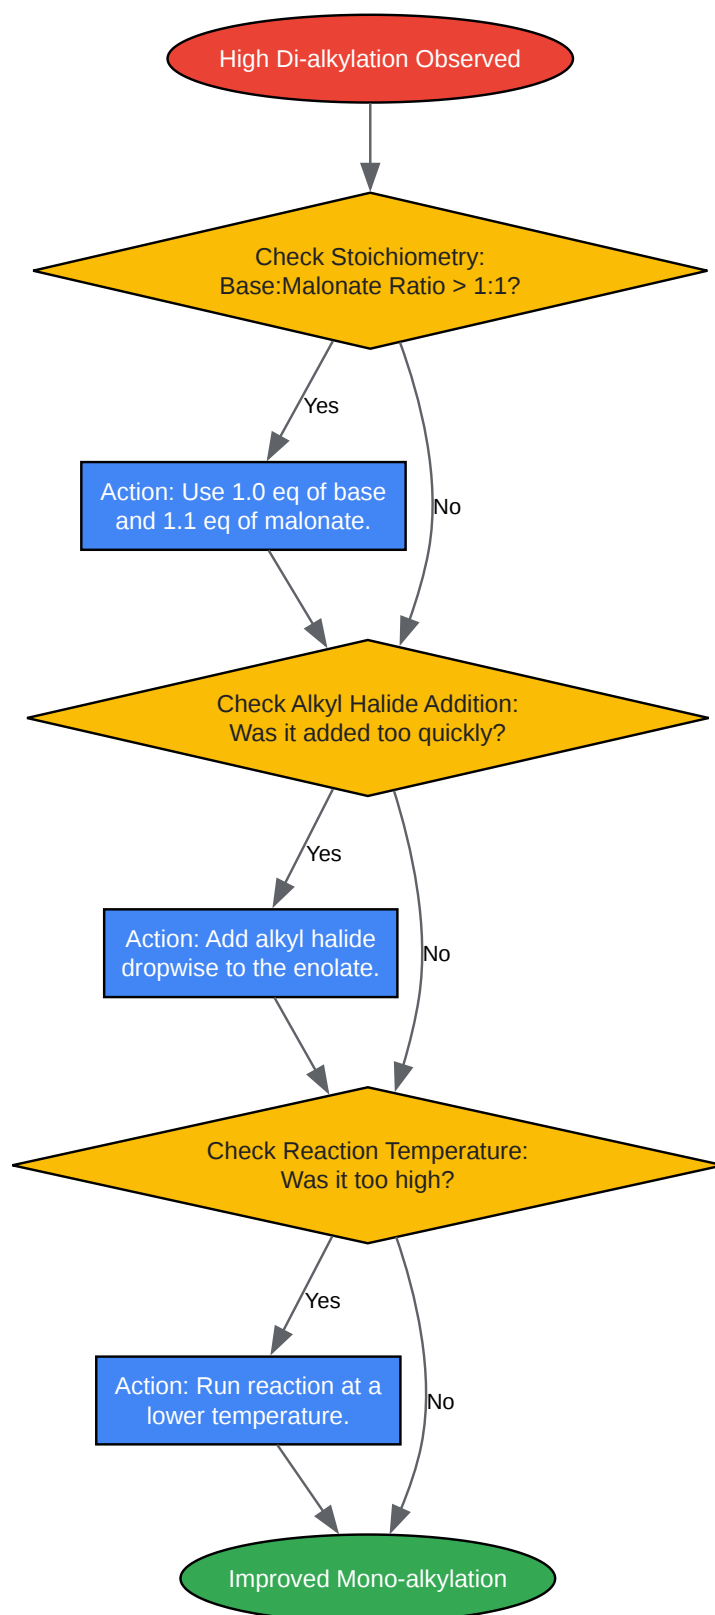 High Di-alkylation Observed
Check Stoichiometry:
Base:Malonate Ratio > 1:1?
Yes
Action: Use 1.0 eq of base
and 1.1 eq of malonate.
No
Check Alkyl Halide Addition:
Was it added too quickly?
Yes
Action: Add alkyl halide
dropwise to the enolate.
No
Check Reaction Temperature:
Was it too high?
Yes
Action: Run reaction at a
lower temperature.
No
Improved Mono-alkylation